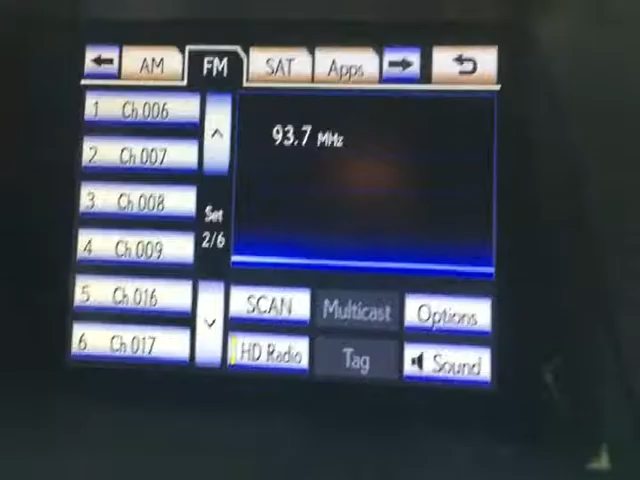 AM FM SAT Apps
1 Ch 006
93.7 MHz
2 Ch 007
3 Ch 008
Set
2/6
4 Ch 009
5 Ch 016
SCAN Multicast Options
6 Ch 017
HD Radio Tag Sound